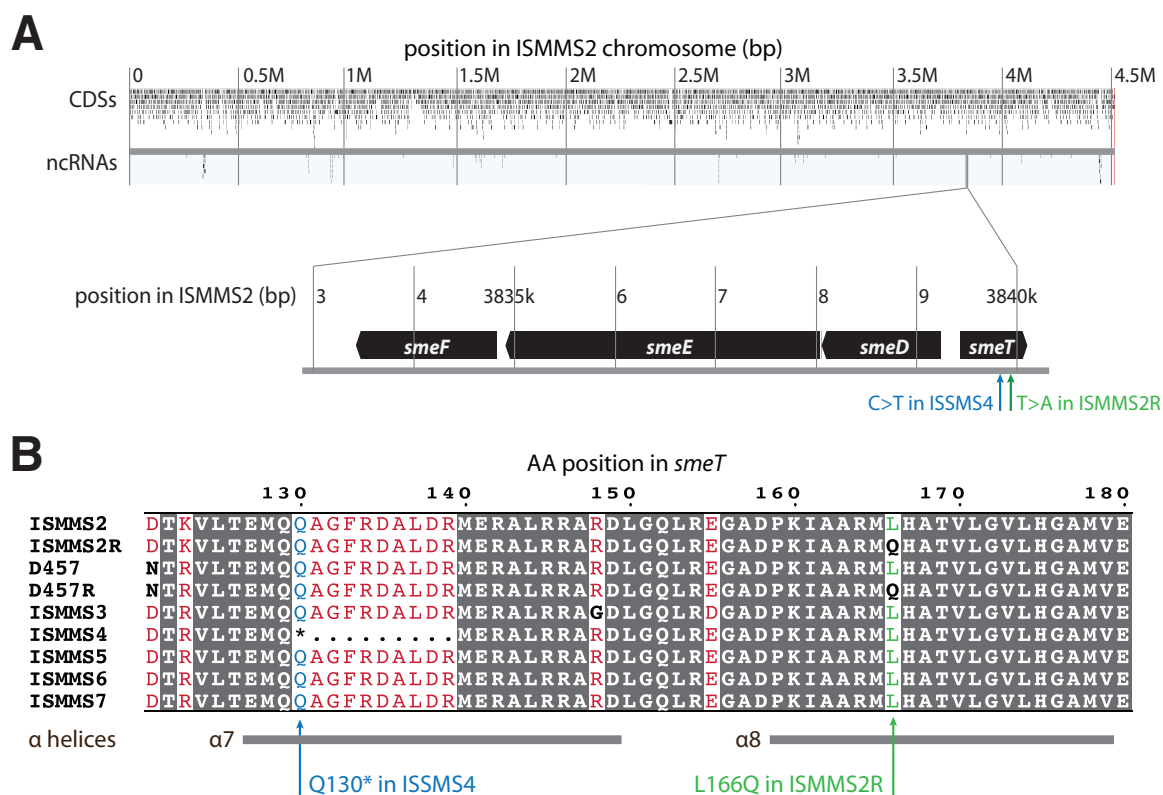 A
position in ISMMS2 chromosome (bp)
0 0.5M 1M 1.5M 2M 2.5M 3M 3.5M 4M 4.5M
CDSs
ncRNAs
position in ISMMS2 (bp) 3 4 3835k 6 7 8 9 3840k
smeF smeE smeD smeT
C>T in ISSMS4 T>A in ISMMS2R
B
AA position in smeT
130 140 150 160 170 180
ISMMS2 DTKVLTEMQQAGFRDALDRMERALRRARDLGQLREGADPKIAARMLHATVLGVLHGAMVE
ISMMS2R DTKVLTEMQQAGFRDALDRMERALRRARDLGQLREGADPKIAARMQHATVLGVLHGAMVE
D457 NTRVLTEMQQAGFRDALDRMERALRRARDLGQLREGADPKIAARMLHATVLGVLHGAMVE
D457R NTRVLTEMQQAGFRDALDRMERALRRARDLGQLREGADPKIAARMQHATVLGVLHGAMVE
ISMMS3 DTRVLTEMQQAGFRDALDRMERALRRAGDLGQLRDGADPKIAARMLHATVLGVLHGAMVE
ISMMS4 DTRVLTEMQ*.........MERALRRARDLGQLREGADPKIAARMLHATVLGVLHGAMVE
ISMMS5 DTRVLTEMQQAGFRDALDRMERALRRARDLGQLREGADPKIAARMLHATVLGVLHGAMVE
ISMMS6 DTRVLTEMQQAGFRDALDRMERALRRARDLGQLREGADPKIAARMLHATVLGVLHGAMVE
ISMMS7 DTRVLTEMQQAGFRDALDRMERALRRARDLGQLREGADPKIAARMLHATVLGVLHGAMVE
α helices α7 α8
Q130* in ISSMS4 L166Q in ISMMS2R